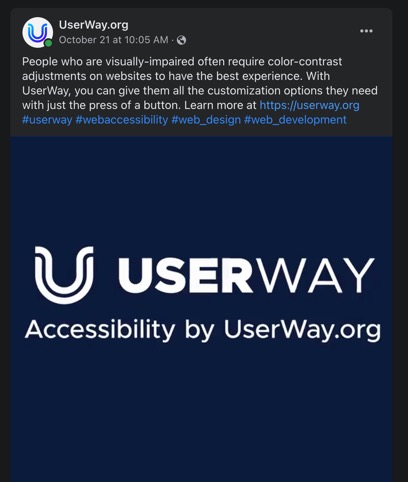 UserWay.org
October 21 at 10:05 AM ·
People who are visually-impaired often require color-contrast
adjustments on websites to have the best experience. With
UserWay, you can give them all the customization options they need
with just the press of a button. Learn more at https://userway.org
#userway #webaccessibility #web_design #web_development
USERWAY
Accessibility by UserWay.org